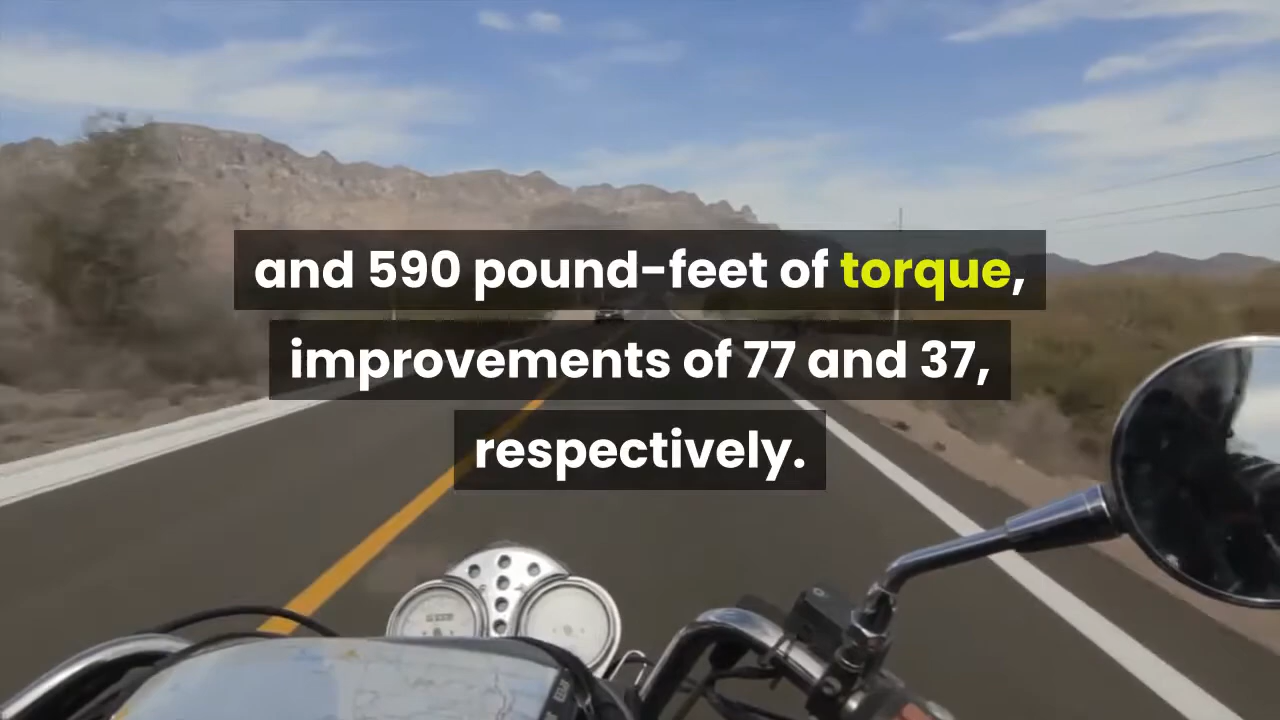 and 590 pound-feet of torque,
improvements of 77 and 37,
respectively.